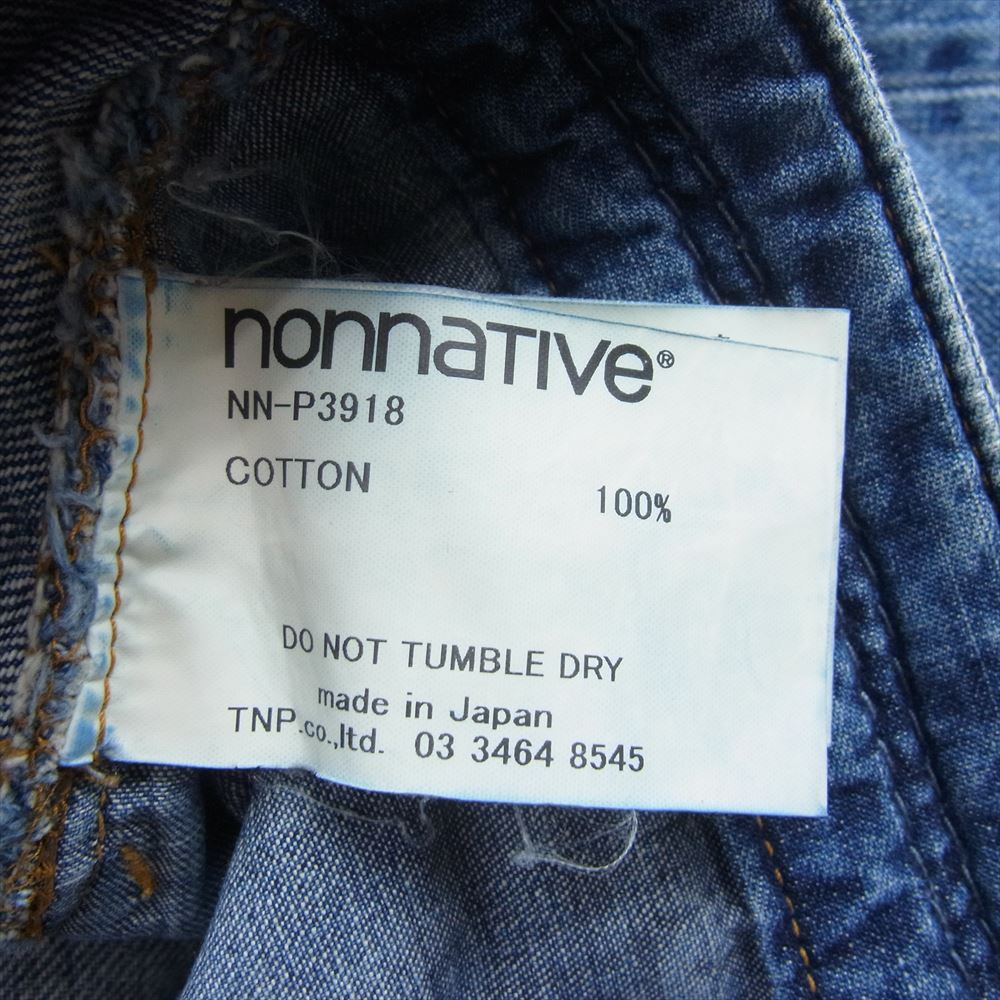 nonnaTIVe®
NN-P3918
COTTON 100%
DO NOT TUMBLE DRY
made in Japan
TNP.co.,ltd. 03 3464 8545